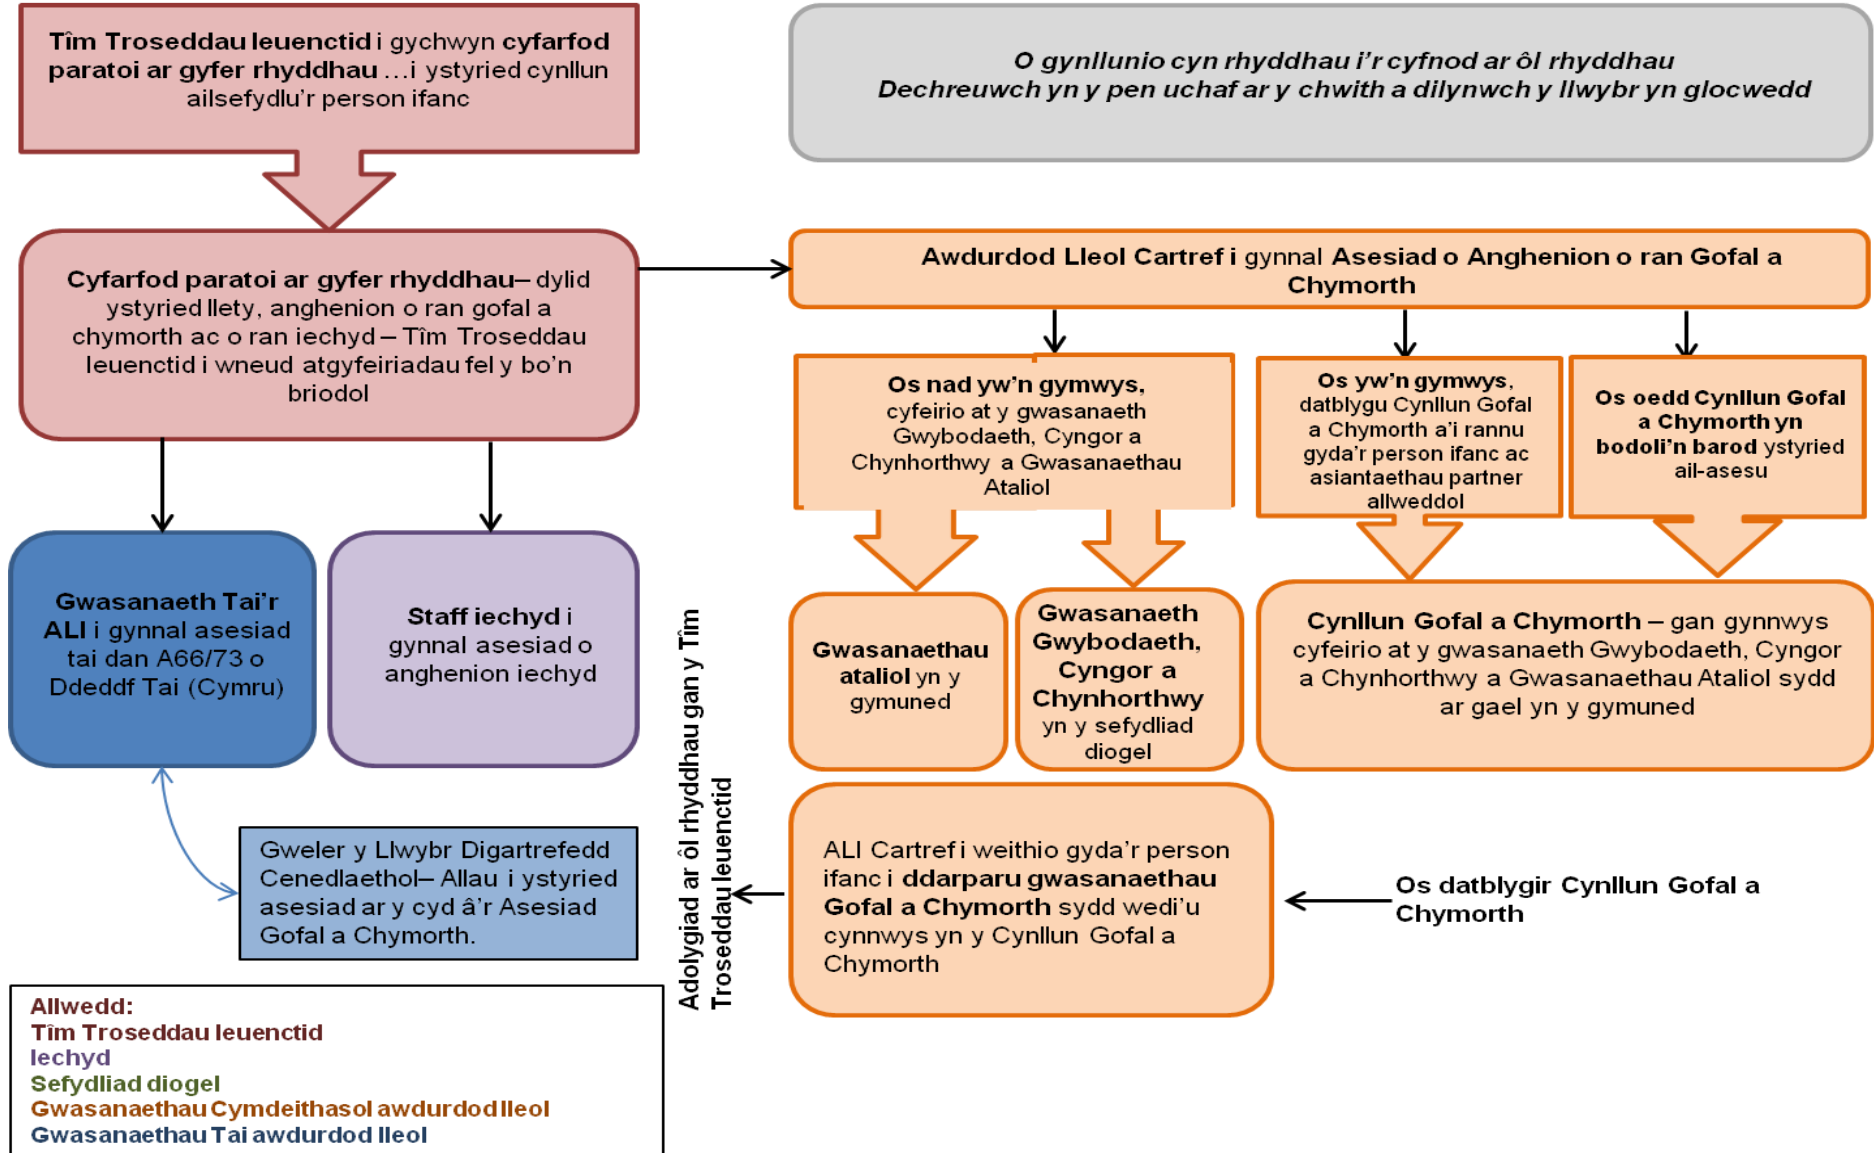 Tîm Troseddau Ieuenctid i gychwyn cyfarfod
paratoi ar gyfer rhyddhau ...i ystyried cynllun
ailsefydlu'r person ifanc
O gynllunio cyn rhyddhau i'r cyfnod ar ôl rhyddhau
Dechreuwch yn y pen uchaf ar y chwith a dilynwch y llwybr yn glocwedd
Cyfarfod paratoi ar gyfer rhyddhau– dylid
ystyried llety, anghenion o ran gofal a
chymorth ac o ran iechyd – Tîm Troseddau
Ieuenctid i wneud atgyfeiriadau fel y bo'n
briodol
Awdurdod Lleol Cartref i gynnal Asesiad o Anghenion o ran Gofal a
Chymorth
Os nad yw'n gymwys,
cyfeirio at y gwasanaeth
Gwybodaeth, Cyngor a
Chynhorthwy a Gwasanaethau
Ataliol
Os yw'n gymwys,
datblygu Cynllun Gofal
a Chymorth a'i rannu
gyda'r person ifanc ac
asiantaethau partner
allweddol
Os oedd Cynllun Gofal
a Chymorth yn
bodoli'n barod ystyried
ail-asesu
Gwasanaeth Tai'r
ALl i gynnal asesiad
tai dan A66/73 o
Ddeddf Tai (Cymru)
Staff iechyd i
gynnal asesiad o
anghenion iechyd
Gwasanaethau
ataliol yn y
gymuned
Gwasanaeth
Gwybodaeth,
Cyngor a
Chynhorthwy
yn y sefydliad
diogel
Cynllun Gofal a Chymorth – gan gynnwys
cyfeirio at y gwasanaeth Gwybodaeth, Cyngor
a Chynhorthwy a Gwasanaethau Ataliol sydd
ar gael yn y gymuned
Gweler y Llwybr Digartrefedd
Cenedlaethol– Allau i ystyried
asesiad ar y cyd â'r Asesiad
Gofal a Chymorth.
Adolygiad ar ôl rhyddhau gan y Tîm
Troseddau Ieuenctid
ALl Cartref i weithio gyda'r person
ifanc i ddarparu gwasanaethau
Gofal a Chymorth sydd wedi'u
cynnwys yn y Cynllun Gofal a
Chymorth
Os datblygir Cynllun Gofal a
Chymorth
Allwedd:
Tîm Troseddau Ieuenctid
Iechyd
Sefydliad diogel
Gwasanaethau Cymdeithasol awdurdod lleol
Gwasanaethau Tai awdurdod lleol